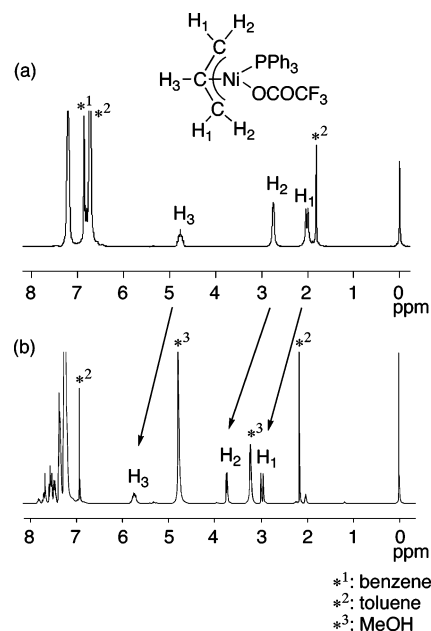 H₁ H₂
C
(a)
PPh₃
H₃ C Ni
OCOCF₃
C
H₁ H₂
*¹
*²
*²
H₂
H₁
H₃
8 7 6 5 4 3 2 1 0
ppm
(b)
*³
*²
*²
*³
H₂
H₁
H₃
8 7 6 5 4 3 2 1 0
ppm
*¹: benzene
*²: toluene
*³: MeOH